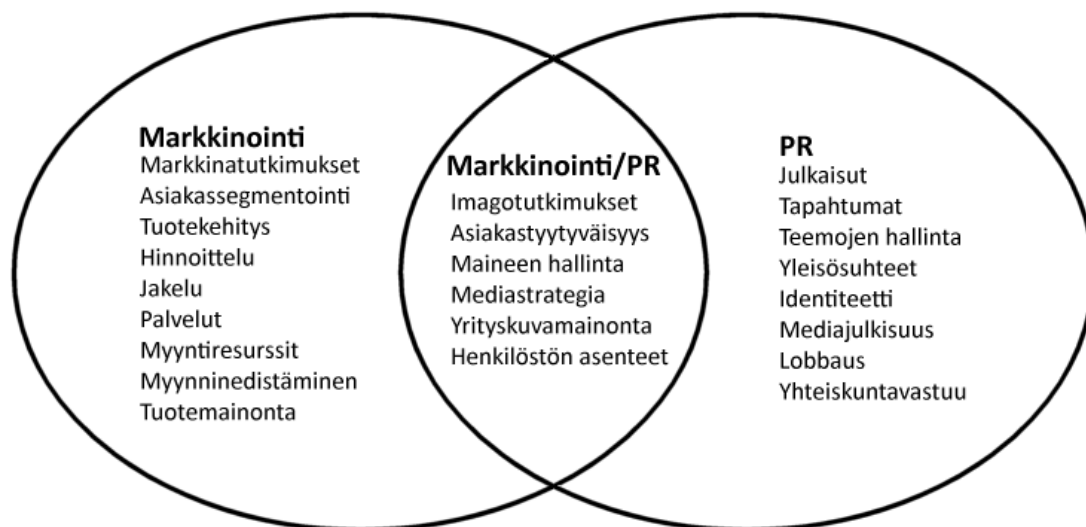 Markkinointi
Markkinatutkimukset
Asiakassegmentointi
Tuotekehitys
Hinnoittelu
Jakelu
Palvelut
Myyntiresurssit
Myynninedistäminen
Tuotemainonta
Markkinointi/PR
Imagotutkimukset
Asiakastyytyväisyys
Maineen hallinta
Mediastrategia
Yrityskuvamainonta
Henkilöstön asenteet
PR
Julkaisut
Tapahtumat
Teemojen hallinta
Yleisösuhteet
Identiteetti
Mediajulkisuus
Lobbaus
Yhteiskuntavastuu